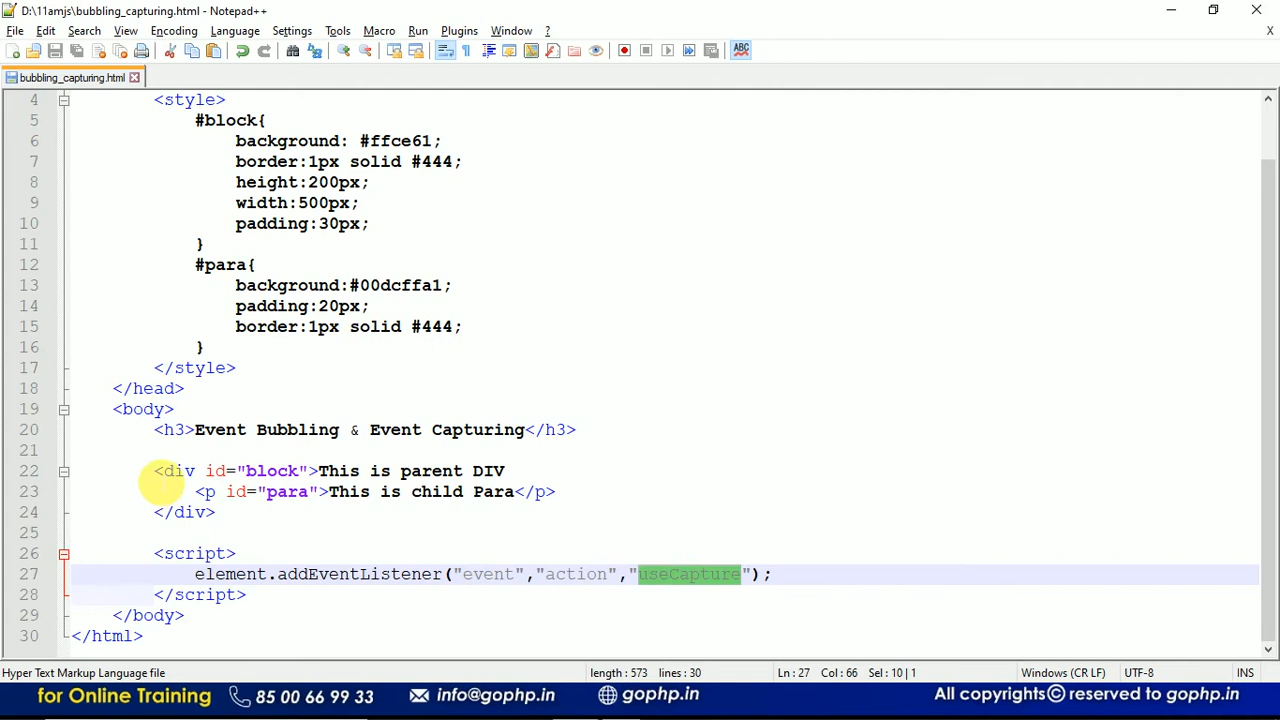 D:\11amjs\bubbling_capturing.html - Notepad++
File Edit Search View Encoding Language Settings Tools Macro Run Plugins Window ?
X
ABC
bubbling_capturing.html
4 <style>
5 #block{
6 background: #ffce61;
7 border:1px solid #444;
8 height:200px;
9 width:500px;
10 padding:30px;
11 }
12 #para{
13 background:#00dcffa1;
14 padding:20px;
15 border:1px solid #444;
16 }
17 </style>
18 </head>
19 <body>
20 <h3>Event Bubbling & Event Capturing</h3>
21
22 <div id="block">This is parent DIV
23 <p id="para">This is child Para</p>
24 </div>
25
26 <script>
27 element.addEventListener("event","action","useCapture");
28 </script>
29 </body>
30 </html>
Hyper Text Markup Language file length : 573 lines : 30 Ln : 27 Col : 66 Sel : 10 | 1 Windows (CR LF) UTF-8 INS
for Online Training 85 00 66 99 33 info@gophp.in gophp.in All copyrights reserved to gophp.in